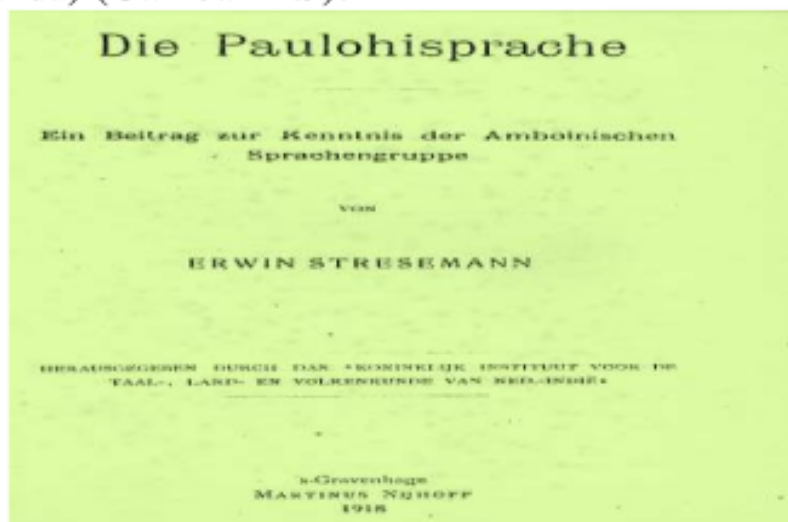 Die Paulohisprache
Ein Beitrag zur Kenntnis der Amboinischen
Sprachengruppe
VON
ERWIN STRESEMANN
HERAUSGEGEBEN DURCH DAS «KONINKLIJK INSTITUUT VOOR DE
TAAL-, LAND- EN VOLKENKUNDE VAN NED.-INDIË»
's-Gravenhage
MARTINUS NIJHOFF
1918